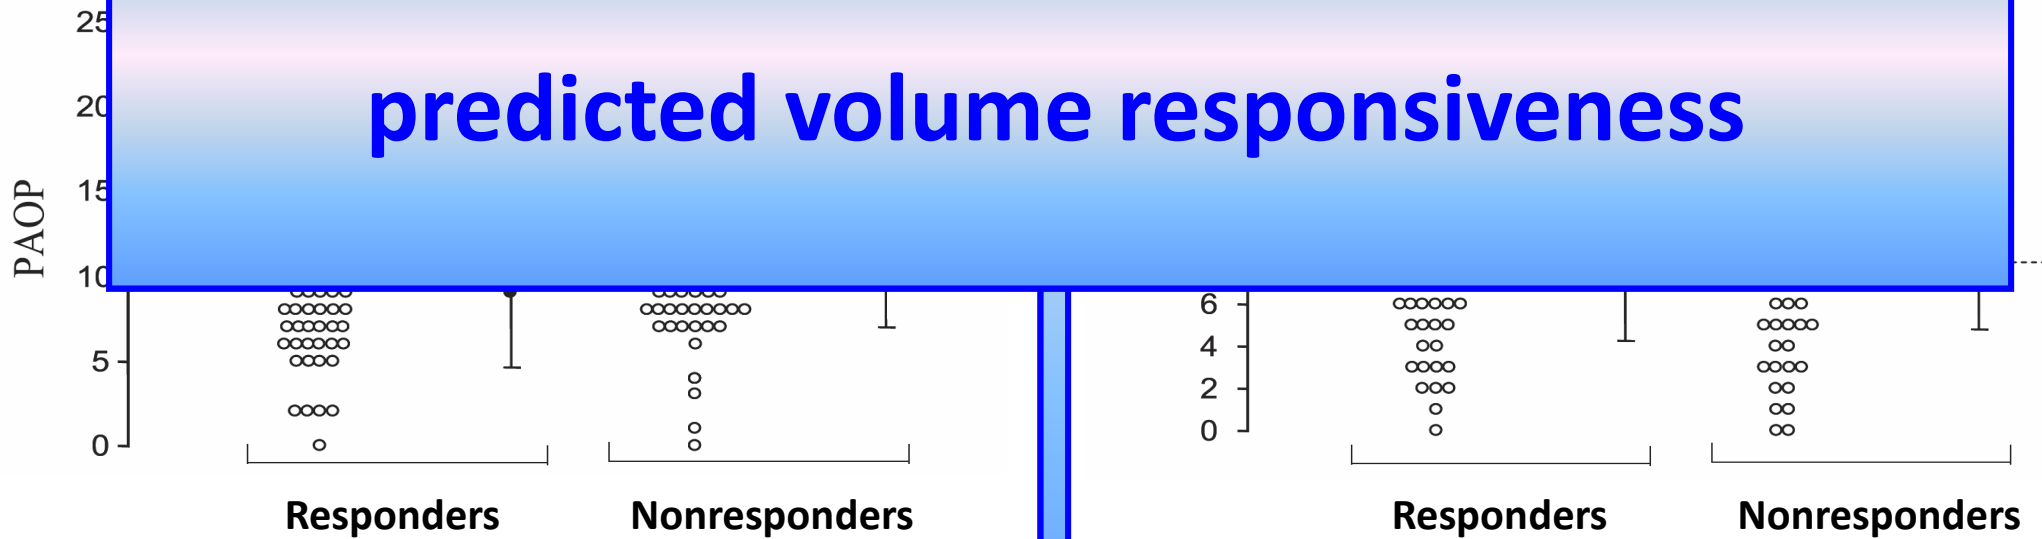 predicted volume responsiveness
PAOP
25
20
15
10
5
0
6
4
2
0
Responders
Nonresponders
Responders
Nonresponders